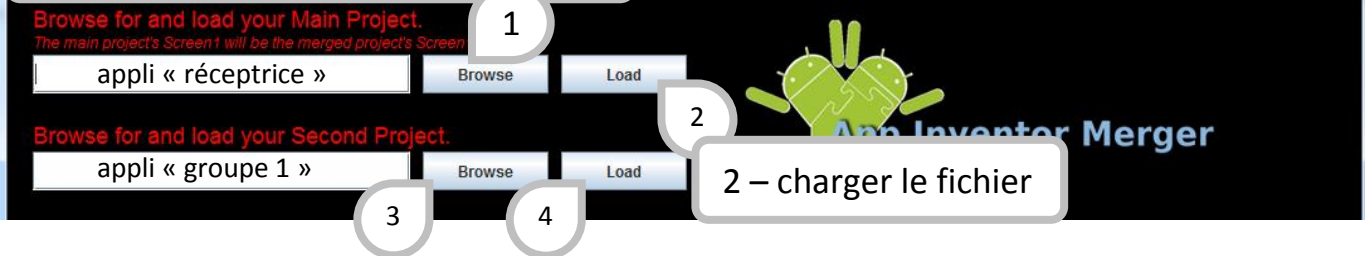 Browse for and load your Main Project.
1
The main project's Screen1 will be the merged project's Screen
appli « réceptrice »
Browse
Load
2
App Inventor Merger
Browse for and load your Second Project.
appli « groupe 1 »
Browse
Load
2 – charger le fichier
3
4